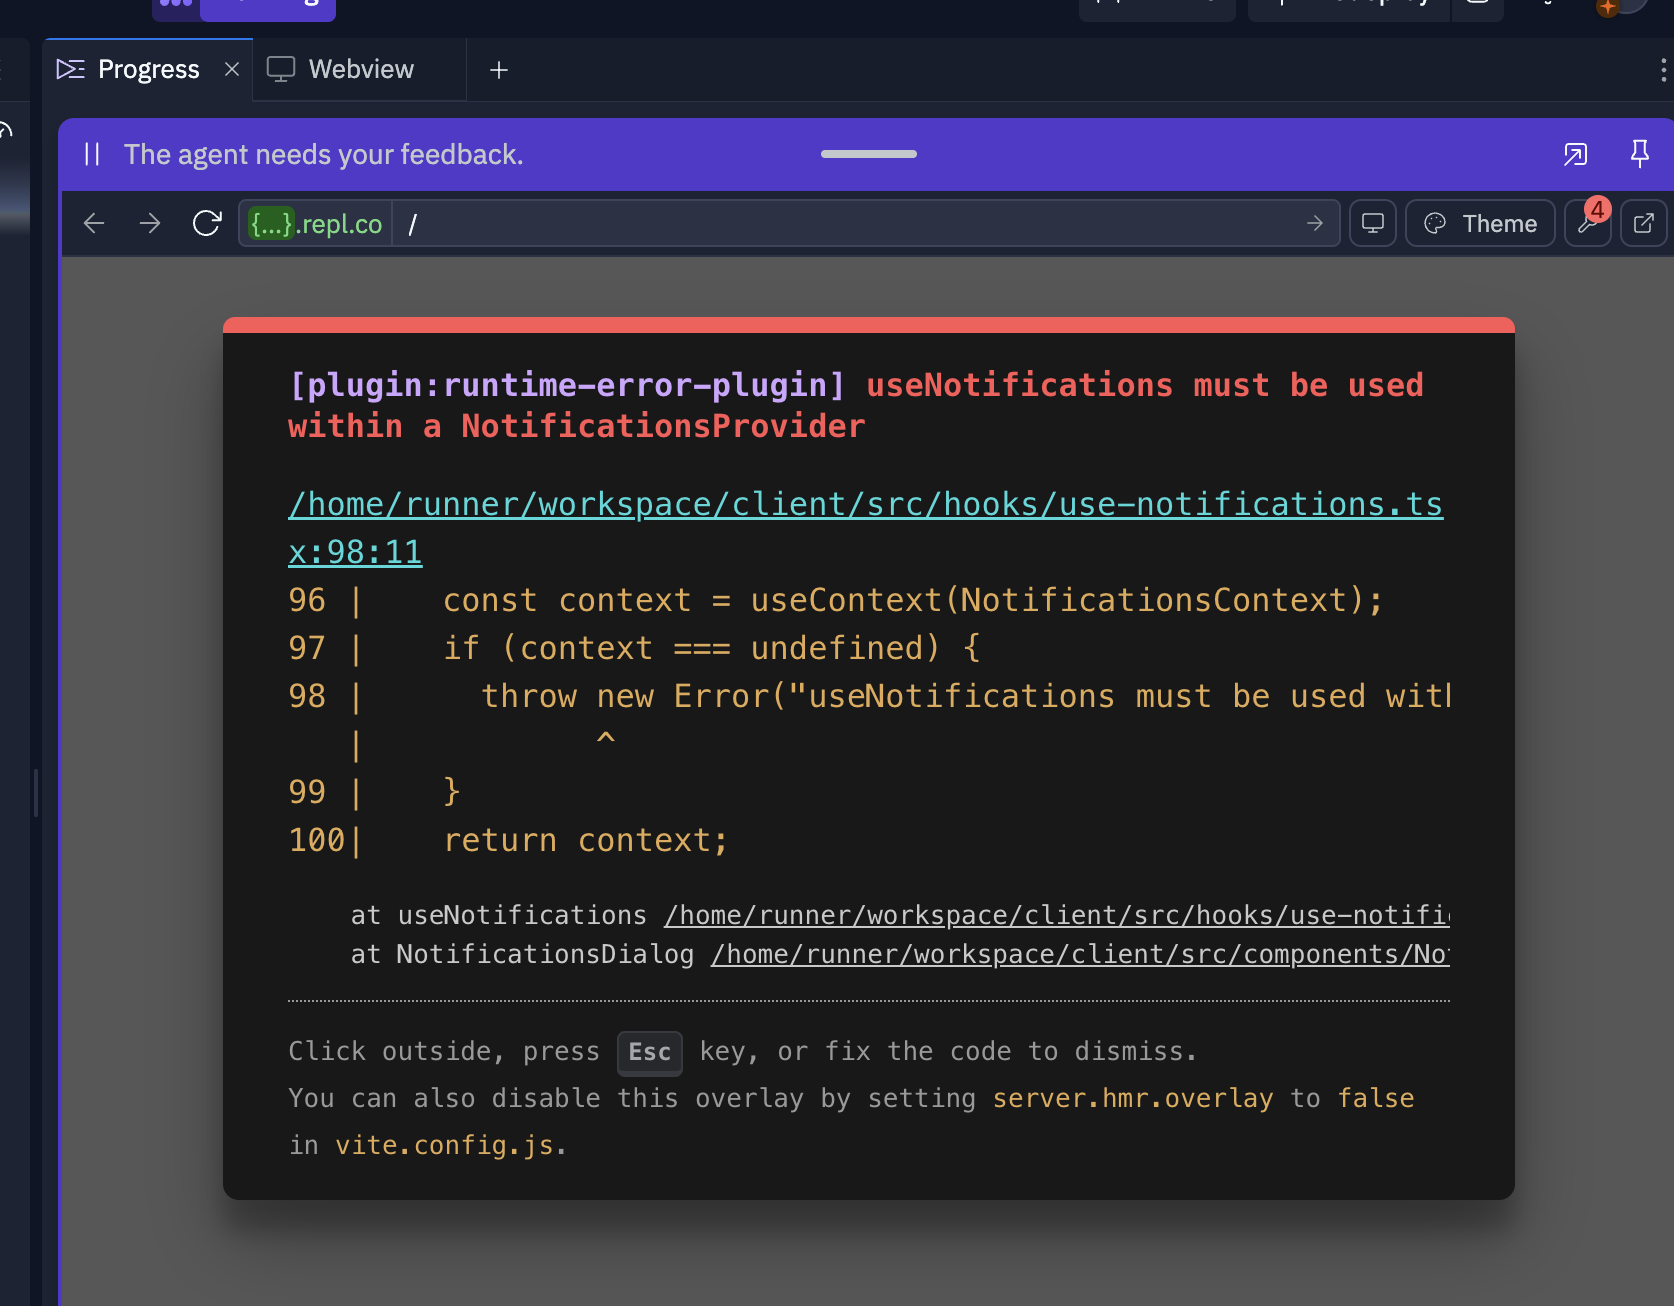 Progress
Webview
The agent needs your feedback.
{...}.repl.co
/
Theme
4
[plugin:runtime-error-plugin] useNotifications must be used
within a NotificationsProvider
/home/runner/workspace/client/src/hooks/use-notifications.ts
x:98:11
96 |    const context = useContext(NotificationsContext);
97 |    if (context === undefined) {
98 |      throw new Error("useNotifications must be used with
   |            ^
99 |    }
100|    return context;
at useNotifications /home/runner/workspace/client/src/hooks/use-notific
at NotificationsDialog /home/runner/workspace/client/src/components/Not
Click outside, press Esc key, or fix the code to dismiss.
You can also disable this overlay by setting server.hmr.overlay to false
in vite.config.js.